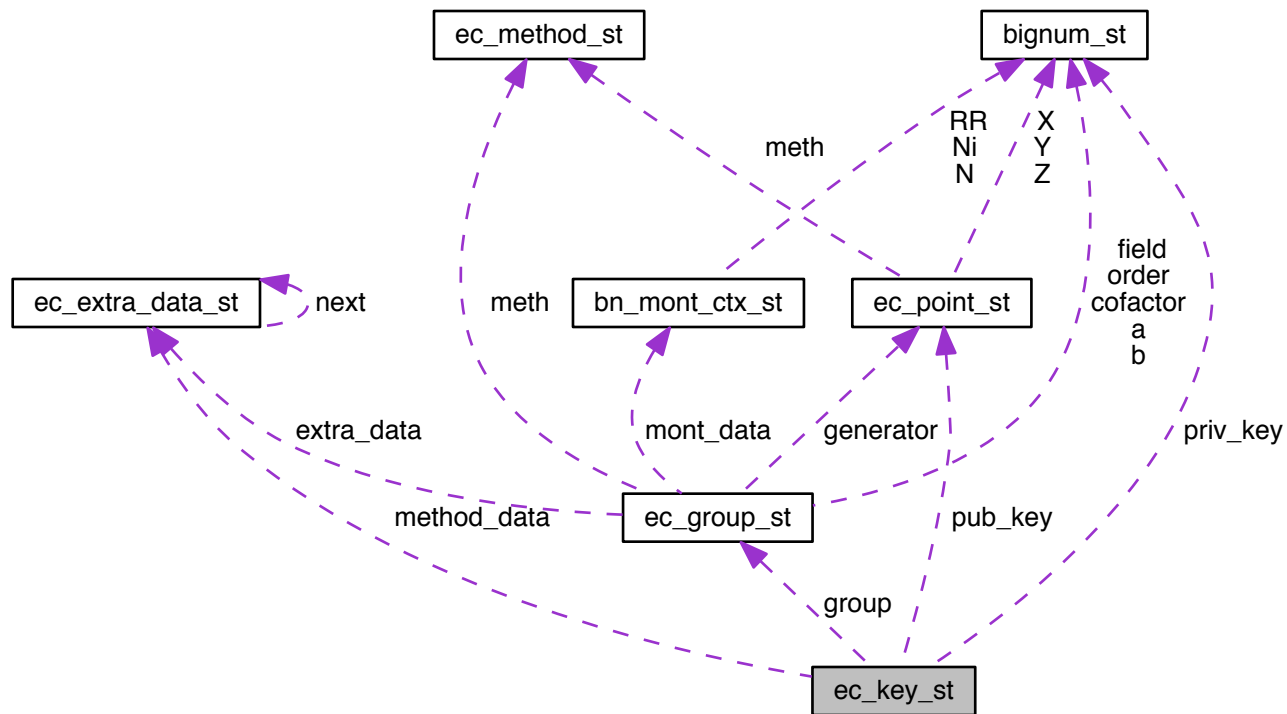 ec_method_st
bignum_st
meth
RR
Ni
N
X
Y
Z
ec_extra_data_st
next
meth
bn_mont_ctx_st
ec_point_st
field
order
cofactor
a
b
extra_data
mont_data
generator
priv_key
method_data
ec_group_st
pub_key
group
ec_key_st